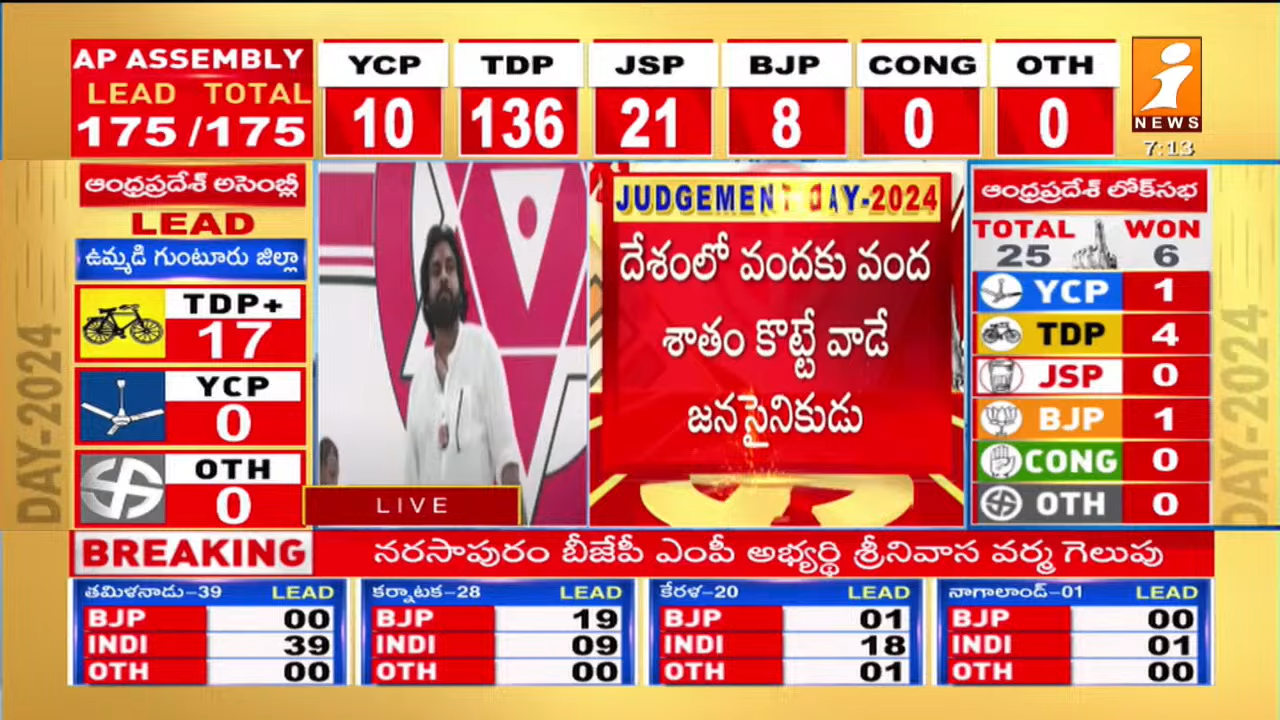 AP ASSEMBLY
LEAD TOTAL
175/175
YCP TDP JSP BJP CONG OTH
10 136 21 8 0 0
i
NEWS
7:13
ఆంధ్రప్రదేశ్ అసెంబ్లీ
LEAD
ఉమ్మడి గుంటూరు జిల్లా
TDP+
17
YCP
0
OTH
0
LIVE
JUDGEMENT DAY-2024
దేశంలో వందకు వంద
శాతం కొట్టే వాడే
జనసైనికుడు
ఆంధ్రప్రదేశ్ లోక్‌సభ
TOTAL WON
25 6
YCP 1
TDP 4
JSP 0
BJP 1
CONG 0
OTH 0
DAY-2024
DAY-2024
BREAKING
నరసాపురం బీజేపీ ఎంపీ అభ్యర్థి శ్రీనివాస వర్మ గెలుపు
తమిళనాడు-39 LEAD
BJP 00
INDI 39
OTH 00
కర్నాటక-28 LEAD
BJP 19
INDI 09
OTH 00
కేరళ-20 LEAD
BJP 01
INDI 18
OTH 01
నాగాలాండ్-01 LEAD
BJP 00
INDI 01
OTH 00